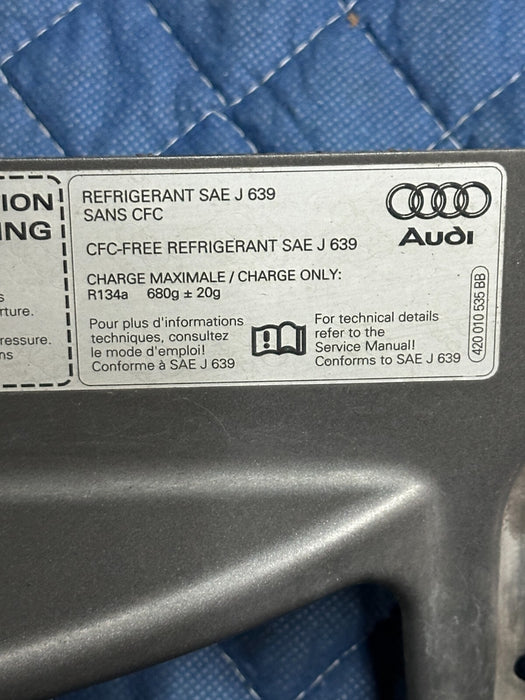 ION
NG
s
rture.
ressure.
ns
REFRIGERANT SAE J 639
SANS CFC
CFC-FREE REFRIGERANT SAE J 639
CHARGE MAXIMALE / CHARGE ONLY:
R134a 680g ± 20g
Pour plus d'informations
techniques, consultez
le mode d'emploi!
Conforme à SAE J 639
For technical details
refer to the
Service Manual!
Conforms to SAE J 639
Audi
420 010 635 BB